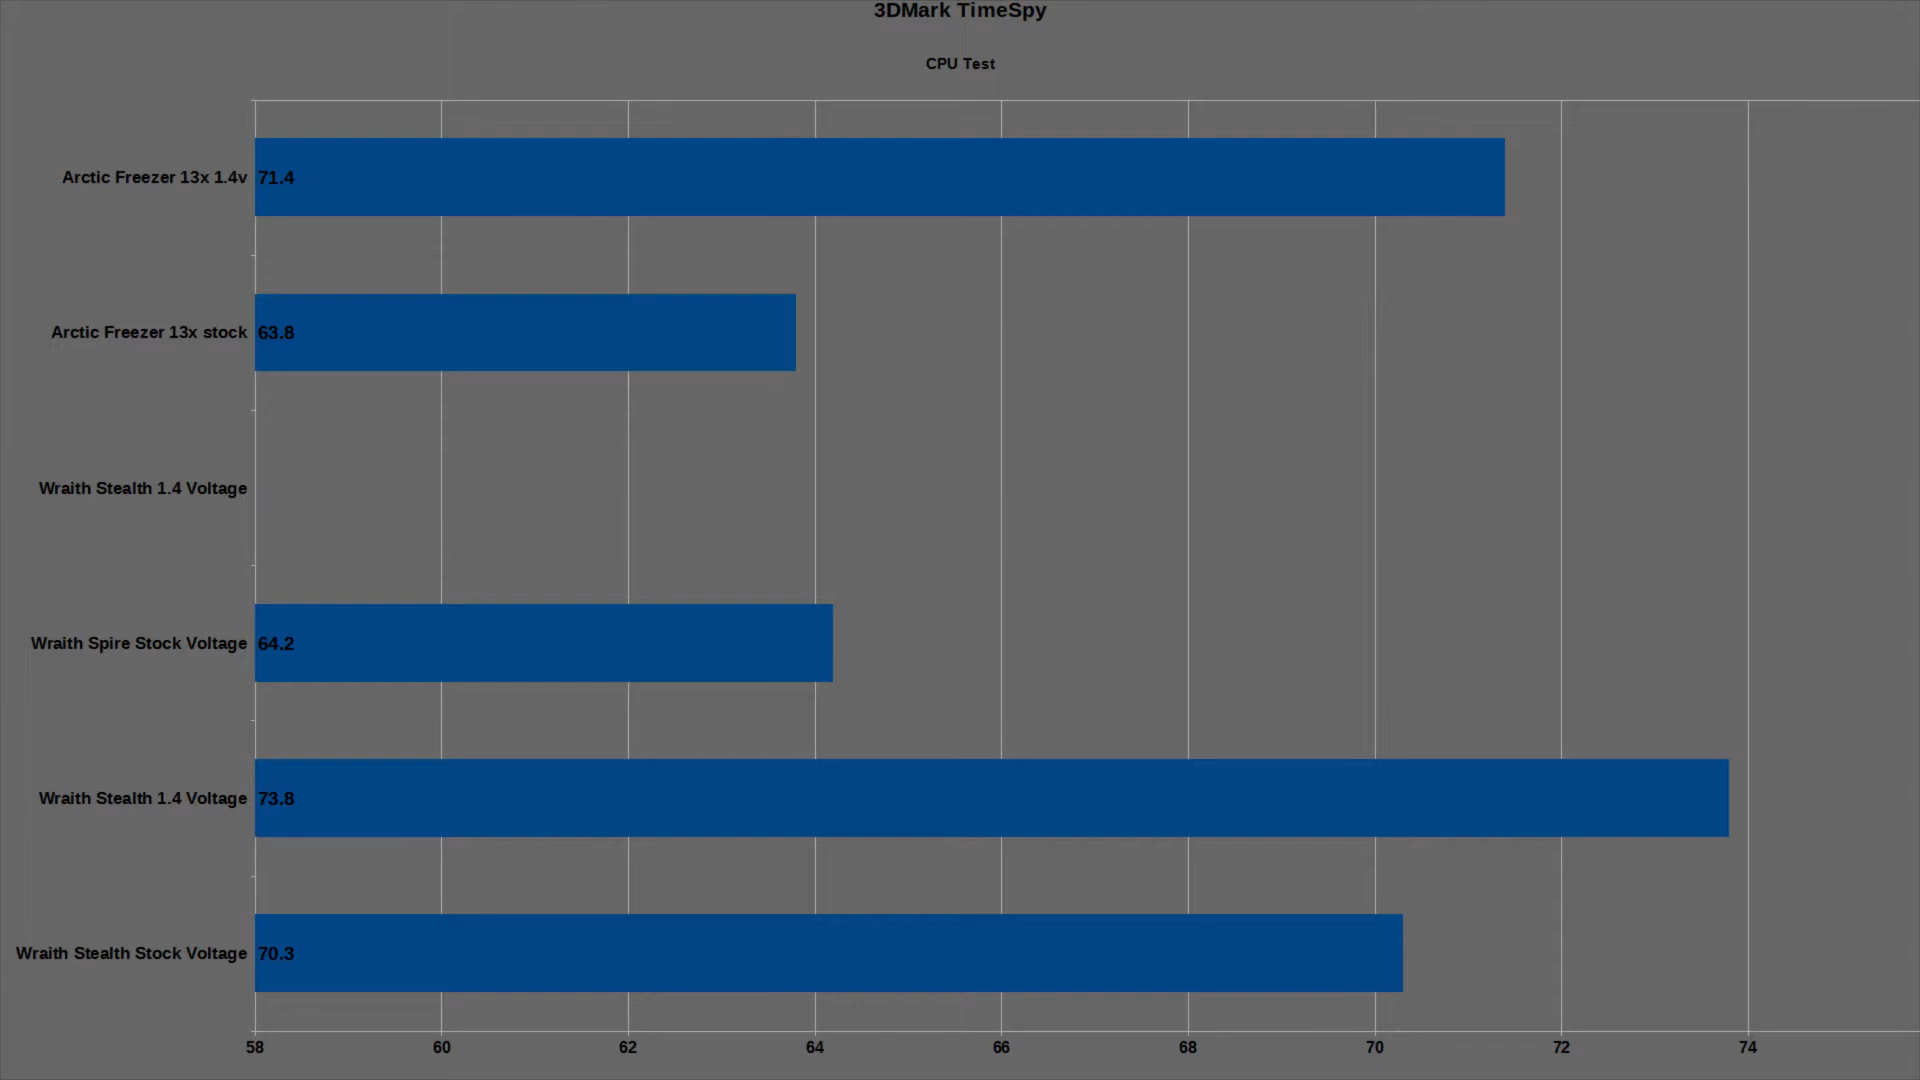 3DMark TimeSpy
CPU Test
Arctic Freezer 13x 1.4v 71.4
Arctic Freezer 13x stock 63.8
Wraith Stealth 1.4 Voltage
Wraith Spire Stock Voltage 64.2
Wraith Stealth 1.4 Voltage 73.8
Wraith Stealth Stock Voltage 70.3
58 60 62 64 66 68 70 72 74